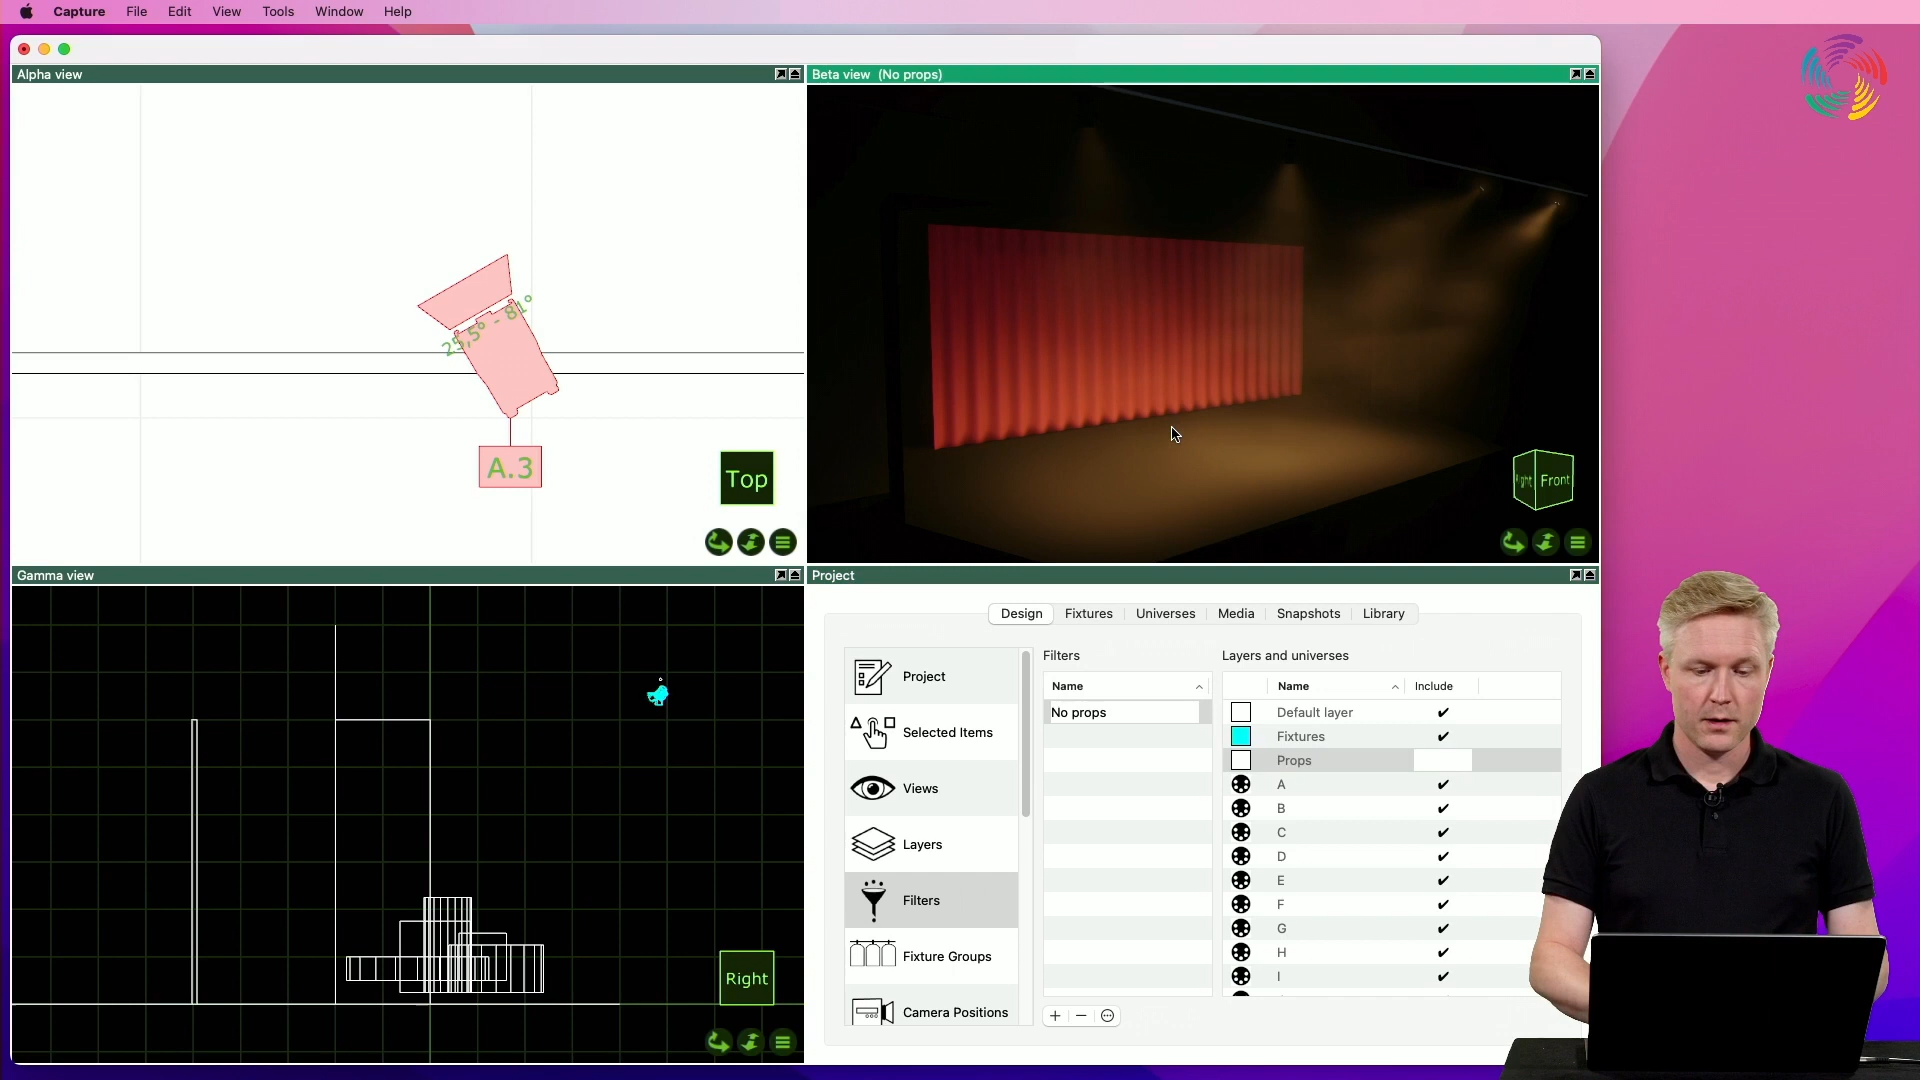 Capture File Edit View Tools Window Help
Alpha view
Beta view (No props)
25,5° - 81°
A.3
Top
Right Front
Gamma view
Project
Design Fixtures Universes Media Snapshots Library
Filters
Layers and universes
Project
Selected Items
Views
Layers
Filters
Fixture Groups
Camera Positions
Name
No props
Name Include
Default layer ✔
Fixtures ✔
Props
A ✔
B ✔
C ✔
D ✔
E ✔
F ✔
G ✔
H ✔
I ✔
Right